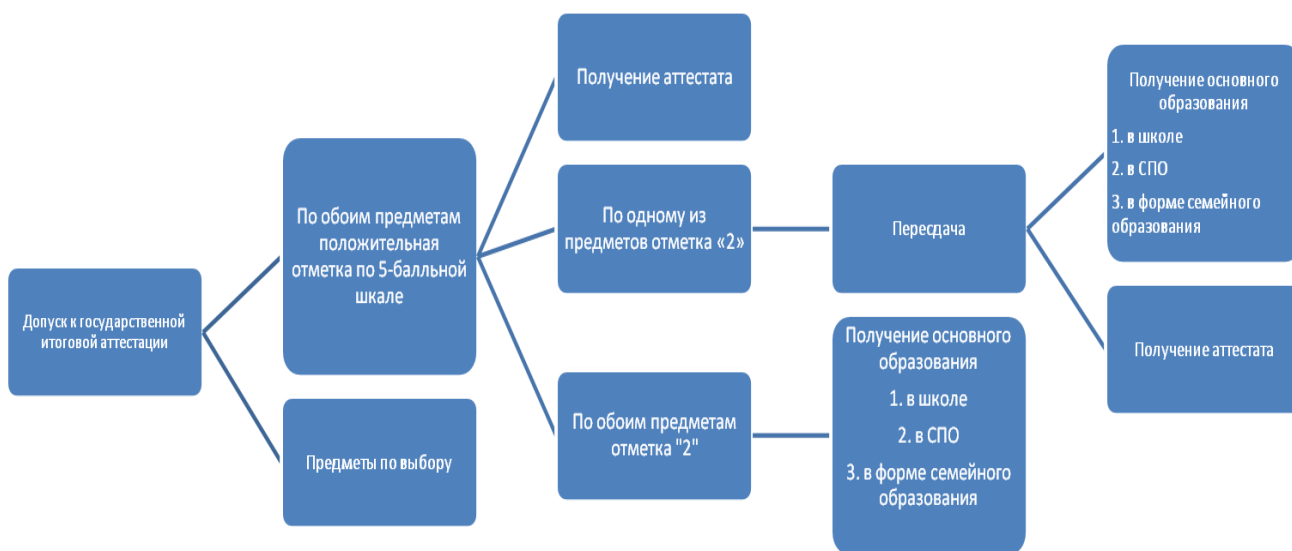 Допуск к государственной
итоговой аттестации
По обоим предметам
положительная
отметка по 5-балльной
шкале
Предметы по выбору
Получение аттестата
По одному из
предметов отметка «2»
По обоим предметам
отметка "2"
Пересдача
Получение основного
образования
1. в школе
2. в СПО
3. в форме семейного
образования
Получение основного
образования
1. в школе
2. в СПО
3. в форме семейного
образования
Получение аттестата